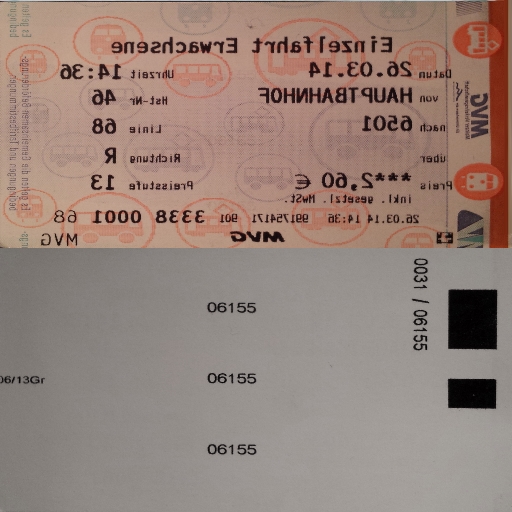 Einzelfahrt Erwachsene
Datum 26.03.14 Uhrzeit 14:36
von HAUPTBAHNHOF Hst-Nr. 46
nach 6501 Linie 68
über Richtung R
Preis ***2,60 € Preisstufe 13
inkl. gesetzl. MwSt.
26.03.14 14:36 991754171 901 3338 0001 68
MVG MVG
MVG
0031 / 06155
06155
06155
06/13Gr
06155